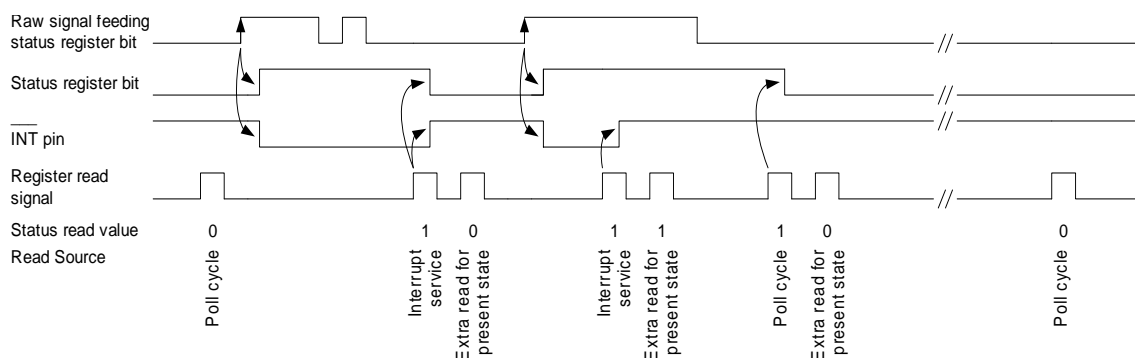 Raw signal feeding
status register bit
//
Status register bit
//
INT pin
//
Register read
signal
//
Status read value 0 1 0 1 1 1 0 0
Read Source
Poll cycle
Interrupt
service
Extra read for
present state
Interrupt
service
Extra read for
present state
Poll cycle
Extra read for
present state
Poll cycle